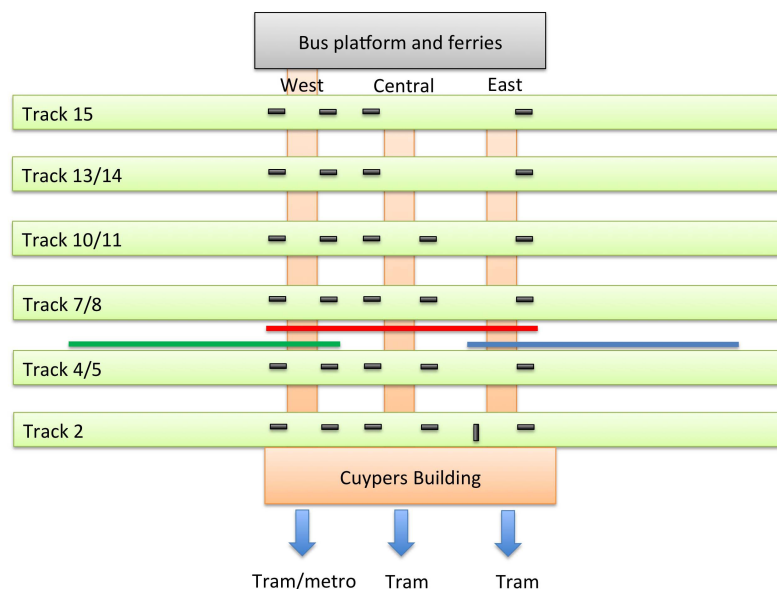 Bus platform and ferries
West Central East
Track 15
Track 13/14
Track 10/11
Track 7/8
Track 4/5
Track 2
Cuypers Building
Tram/metro Tram Tram